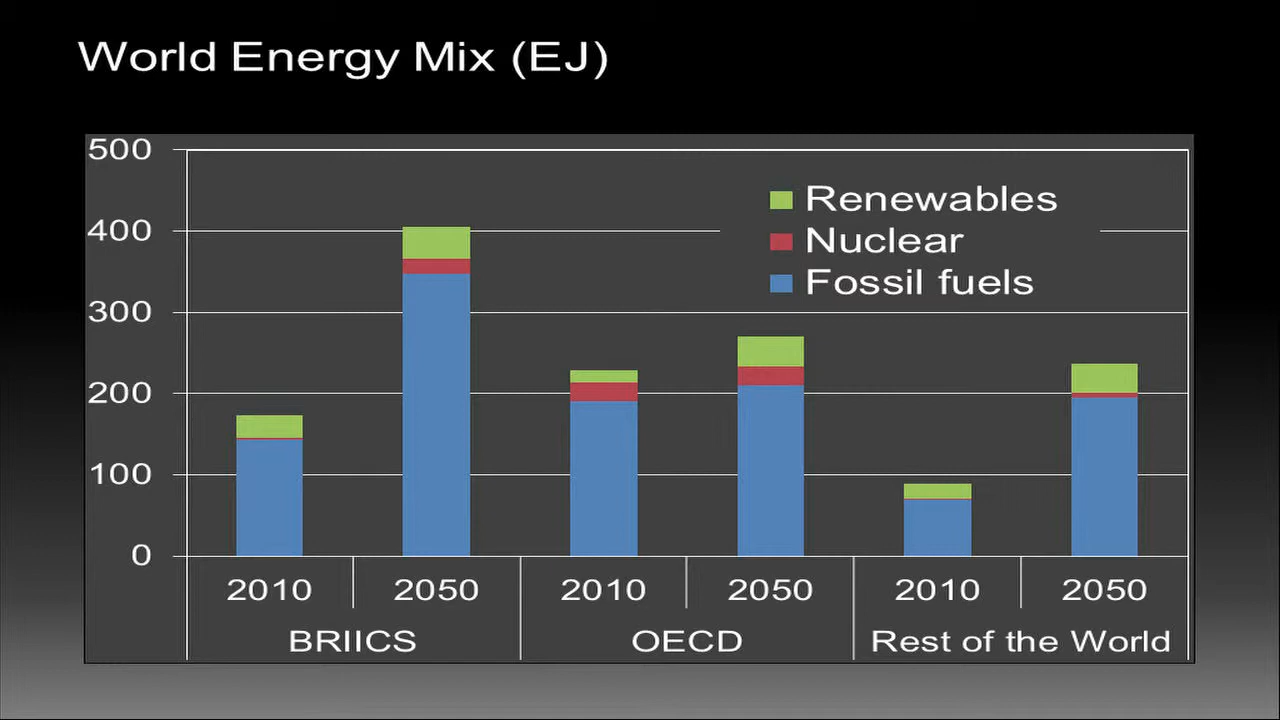 World Energy Mix (EJ)
500
400
300
200
100
0
Renewables
Nuclear
Fossil fuels
2010 2050 2010 2050 2010 2050
BRIICS OECD Rest of the World